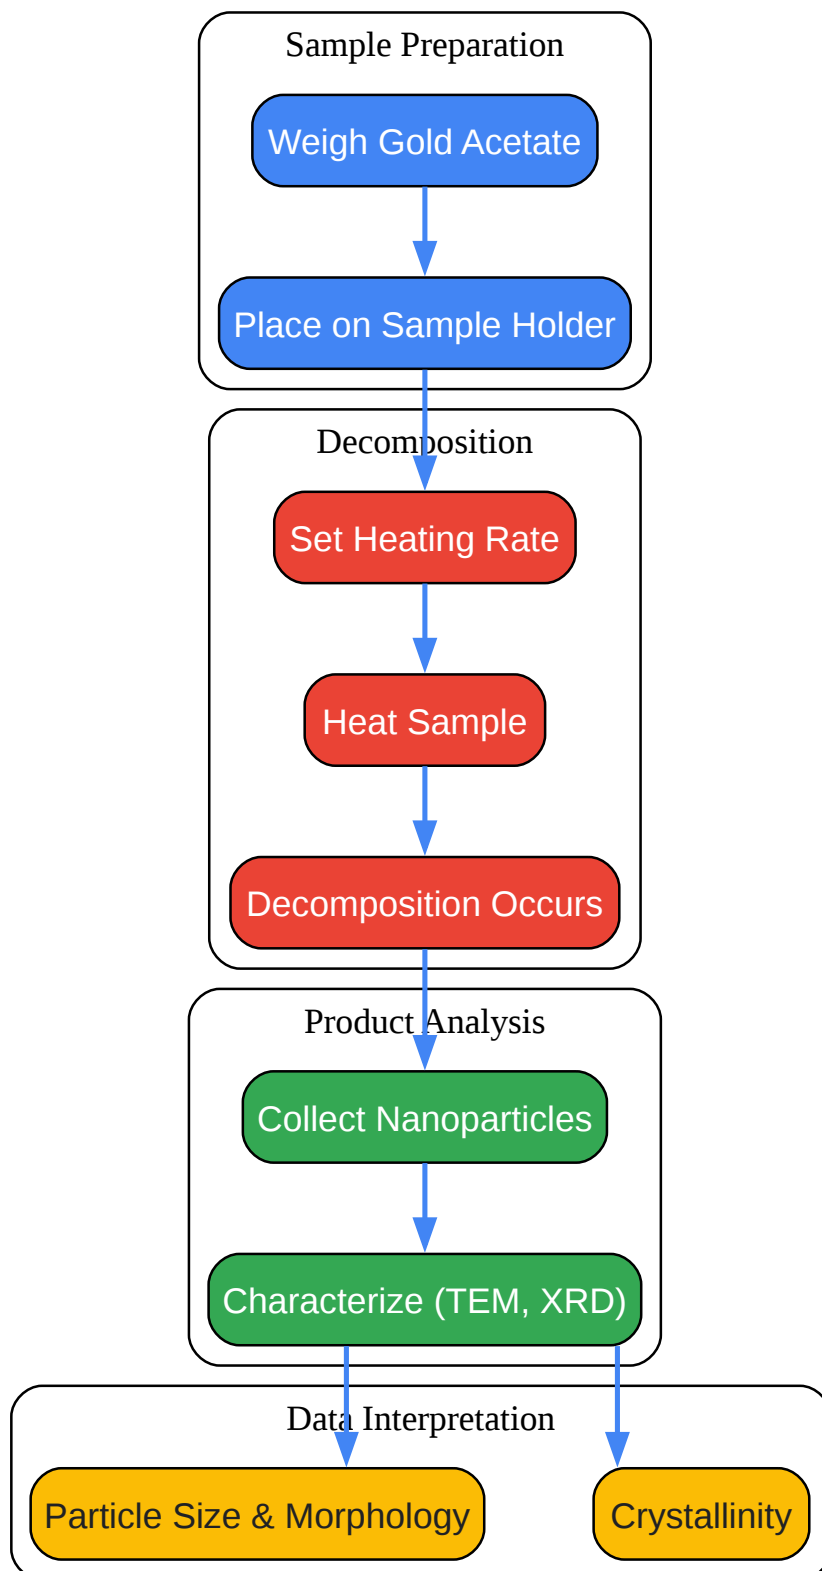 Sample Preparation
Weigh Gold Acetate
Place on Sample Holder
Decomposition
Set Heating Rate
Heat Sample
Decomposition Occurs
Product Analysis
Collect Nanoparticles
Characterize (TEM, XRD)
Data Interpretation
Particle Size & Morphology
Crystallinity